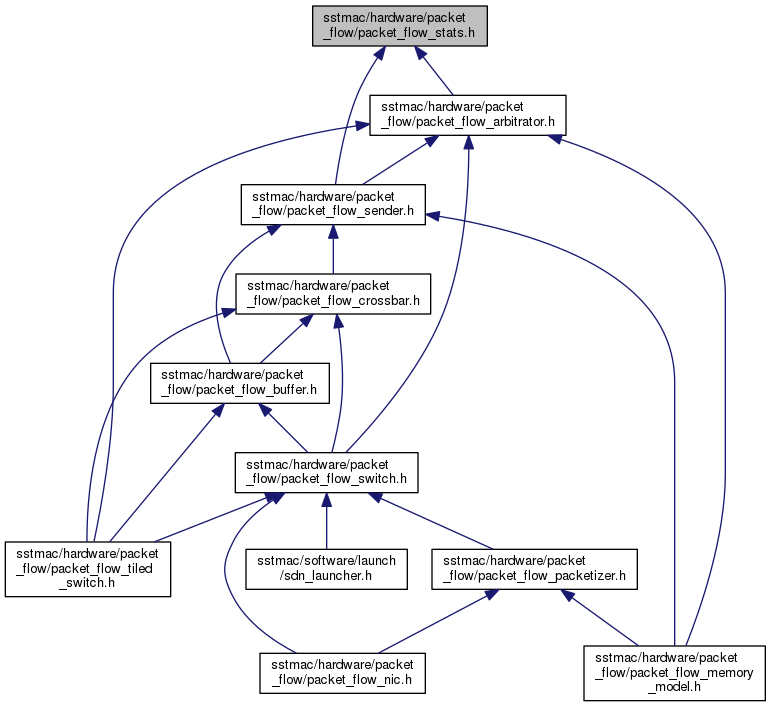 sstmac/hardware/packet
_flow/packet_flow_stats.h
sstmac/hardware/packet
_flow/packet_flow_arbitrator.h
sstmac/hardware/packet
_flow/packet_flow_sender.h
sstmac/hardware/packet
_flow/packet_flow_crossbar.h
sstmac/hardware/packet
_flow/packet_flow_buffer.h
sstmac/hardware/packet
_flow/packet_flow_switch.h
sstmac/hardware/packet
_flow/packet_flow_tiled
_switch.h
sstmac/software/launch
/sdn_launcher.h
sstmac/hardware/packet
_flow/packet_flow_packetizer.h
sstmac/hardware/packet
_flow/packet_flow_nic.h
sstmac/hardware/packet
_flow/packet_flow_memory
_model.h